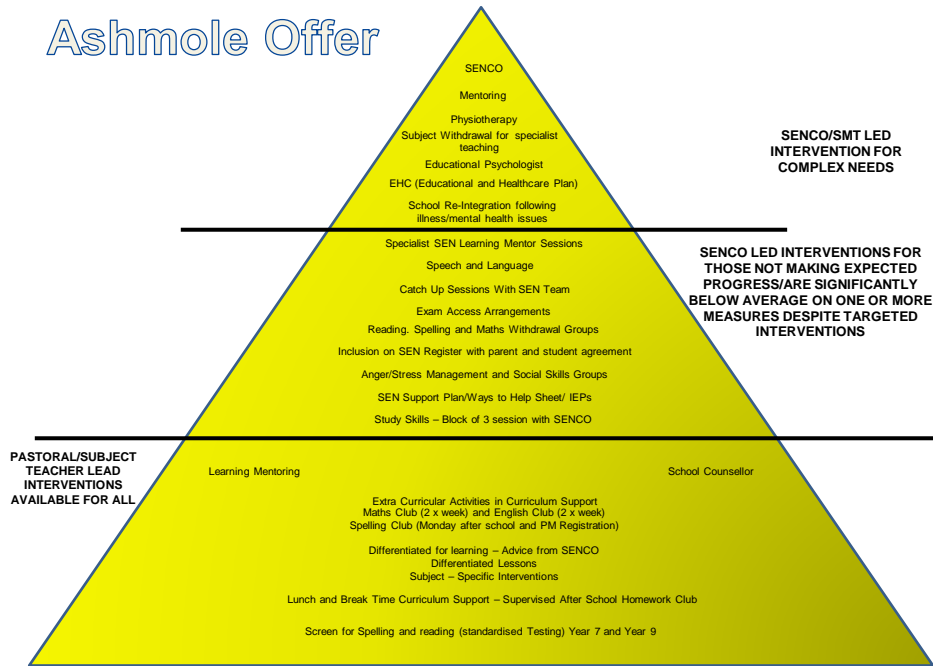 Ashmole Offer
SENCO
Mentoring
Physiotherapy
Subject Withdrawal for specialist
teaching
Educational Psychologist
EHC (Educational and Healthcare Plan)
School Re-Integration following
illness/mental health issues
SENCO/SMT LED
INTERVENTION FOR
COMPLEX NEEDS
Specialist SEN Learning Mentor Sessions
Speech and Language
Catch Up Sessions With SEN Team
Exam Access Arrangements
Reading. Spelling and Maths Withdrawal Groups
Inclusion on SEN Register with parent and student agreement
Anger/Stress Management and Social Skills Groups
SEN Support Plan/Ways to Help Sheet/ IEPs
Study Skills – Block of 3 session with SENCO
SENCO LED INTERVENTIONS FOR
THOSE NOT MAKING EXPECTED
PROGRESS/ARE SIGNIFICANTLY
BELOW AVERAGE ON ONE OR MORE
MEASURES DESPITE TARGETED
INTERVENTIONS
PASTORAL/SUBJECT
TEACHER LEAD
INTERVENTIONS
AVAILABLE FOR ALL
Learning Mentoring
School Counsellor
Extra Curricular Activities in Curriculum Support
Maths Club (2 x week) and English Club (2 x week)
Spelling Club (Monday after school and PM Registration)
Differentiated for learning – Advice from SENCO
Differentiated Lessons
Subject – Specific Interventions
Lunch and Break Time Curriculum Support – Supervised After School Homework Club
Screen for Spelling and reading (standardised Testing) Year 7 and Year 9